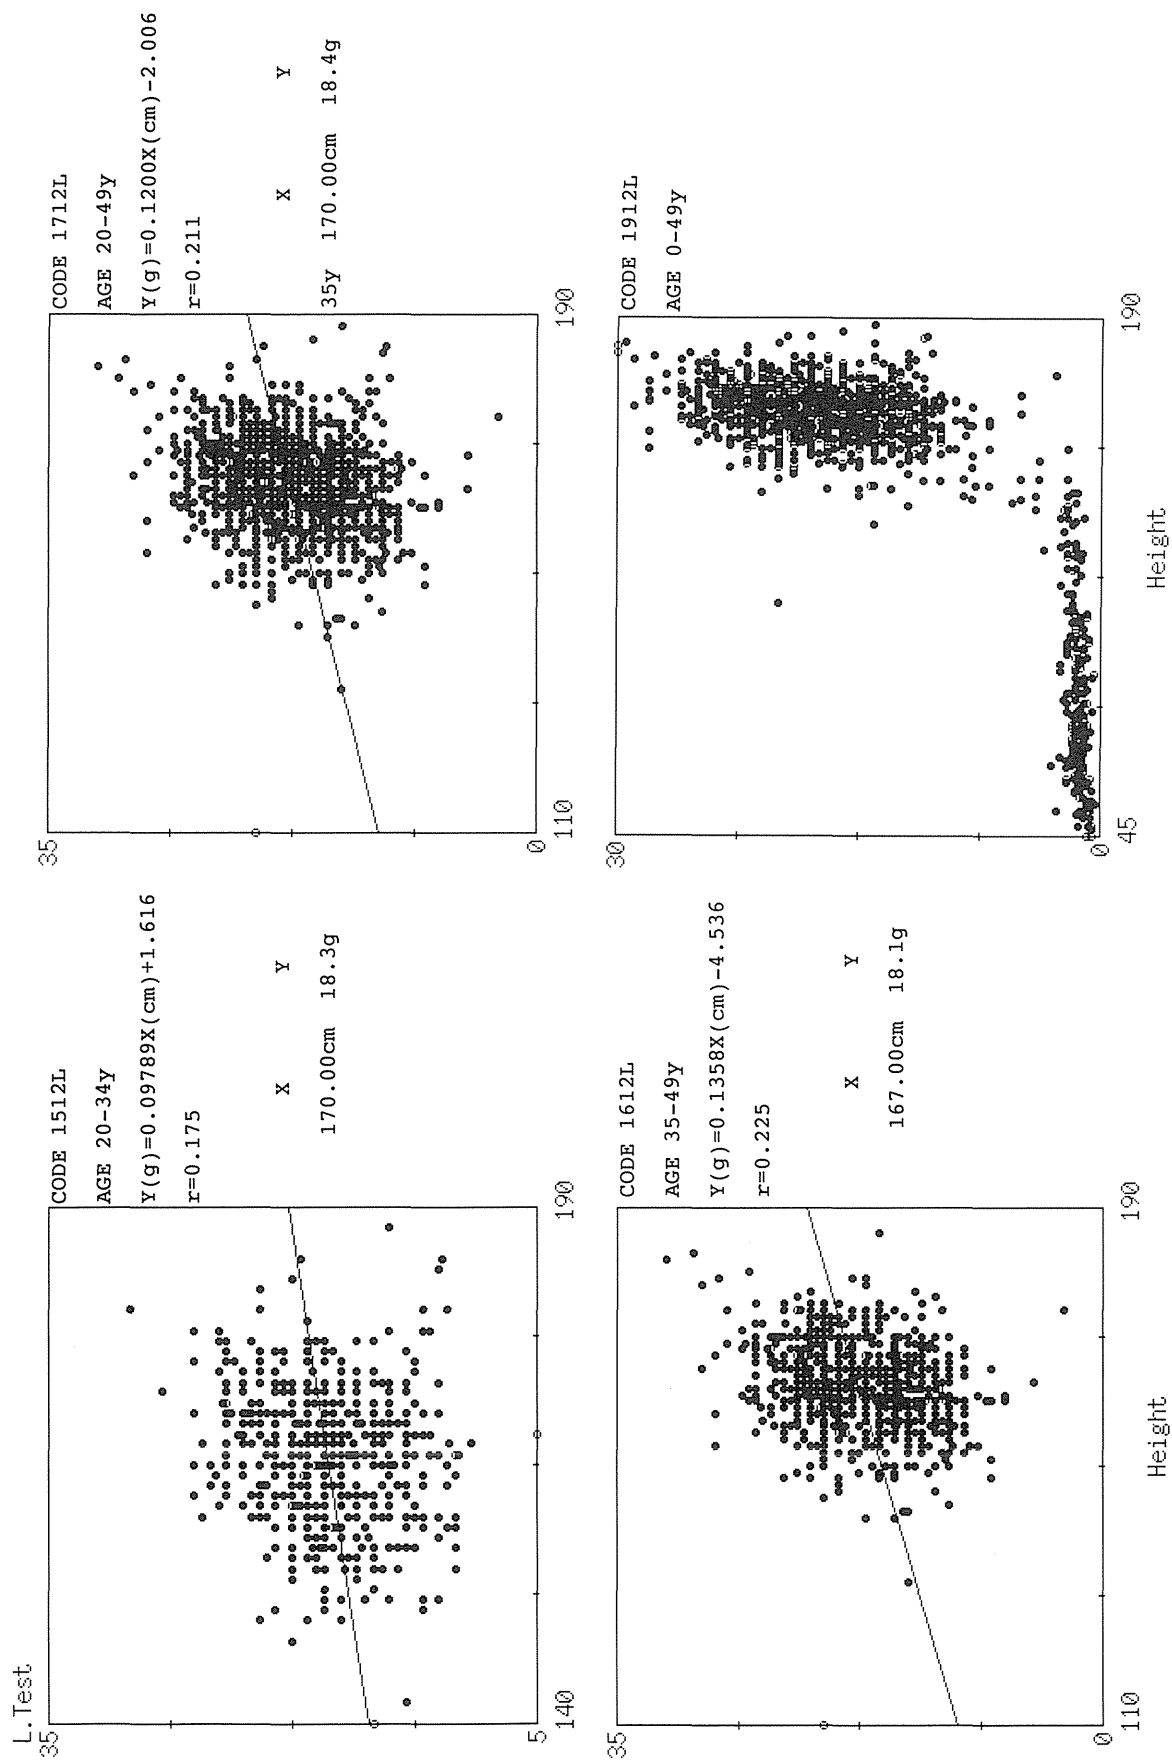 L.Test
35
CODE 1512L
AGE 20-34y
Y(g)=0.09789X(cm)+1.616
r=0.175
X Y
170.00cm 18.3g
5
140
190
35
CODE 1712L
AGE 20-49y
Y(g)=0.1200X(cm)-2.006
r=0.211
X Y
35y 170.00cm 18.4g
0
110
190
35
CODE 1612L
AGE 35-49y
Y(g)=0.1358X(cm)-4.536
r=0.225
X Y
167.00cm 18.1g
0
110
190
Height
30
CODE 1912L
AGE 0-49y
0
45
190
Height